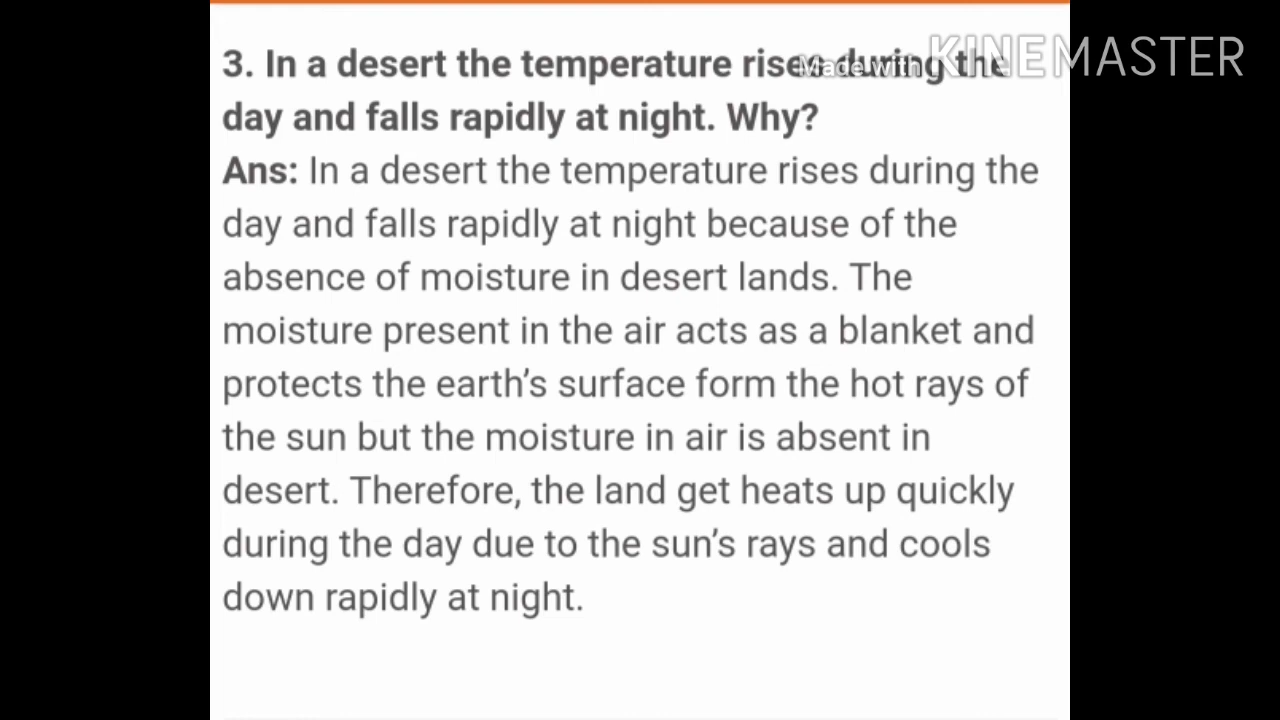 3. In a desert the temperature rises during the
Made with KINEMASTER
day and falls rapidly at night. Why?
Ans: In a desert the temperature rises during the
day and falls rapidly at night because of the
absence of moisture in desert lands. The
moisture present in the air acts as a blanket and
protects the earth's surface form the hot rays of
the sun but the moisture in air is absent in
desert. Therefore, the land get heats up quickly
during the day due to the sun's rays and cools
down rapidly at night.